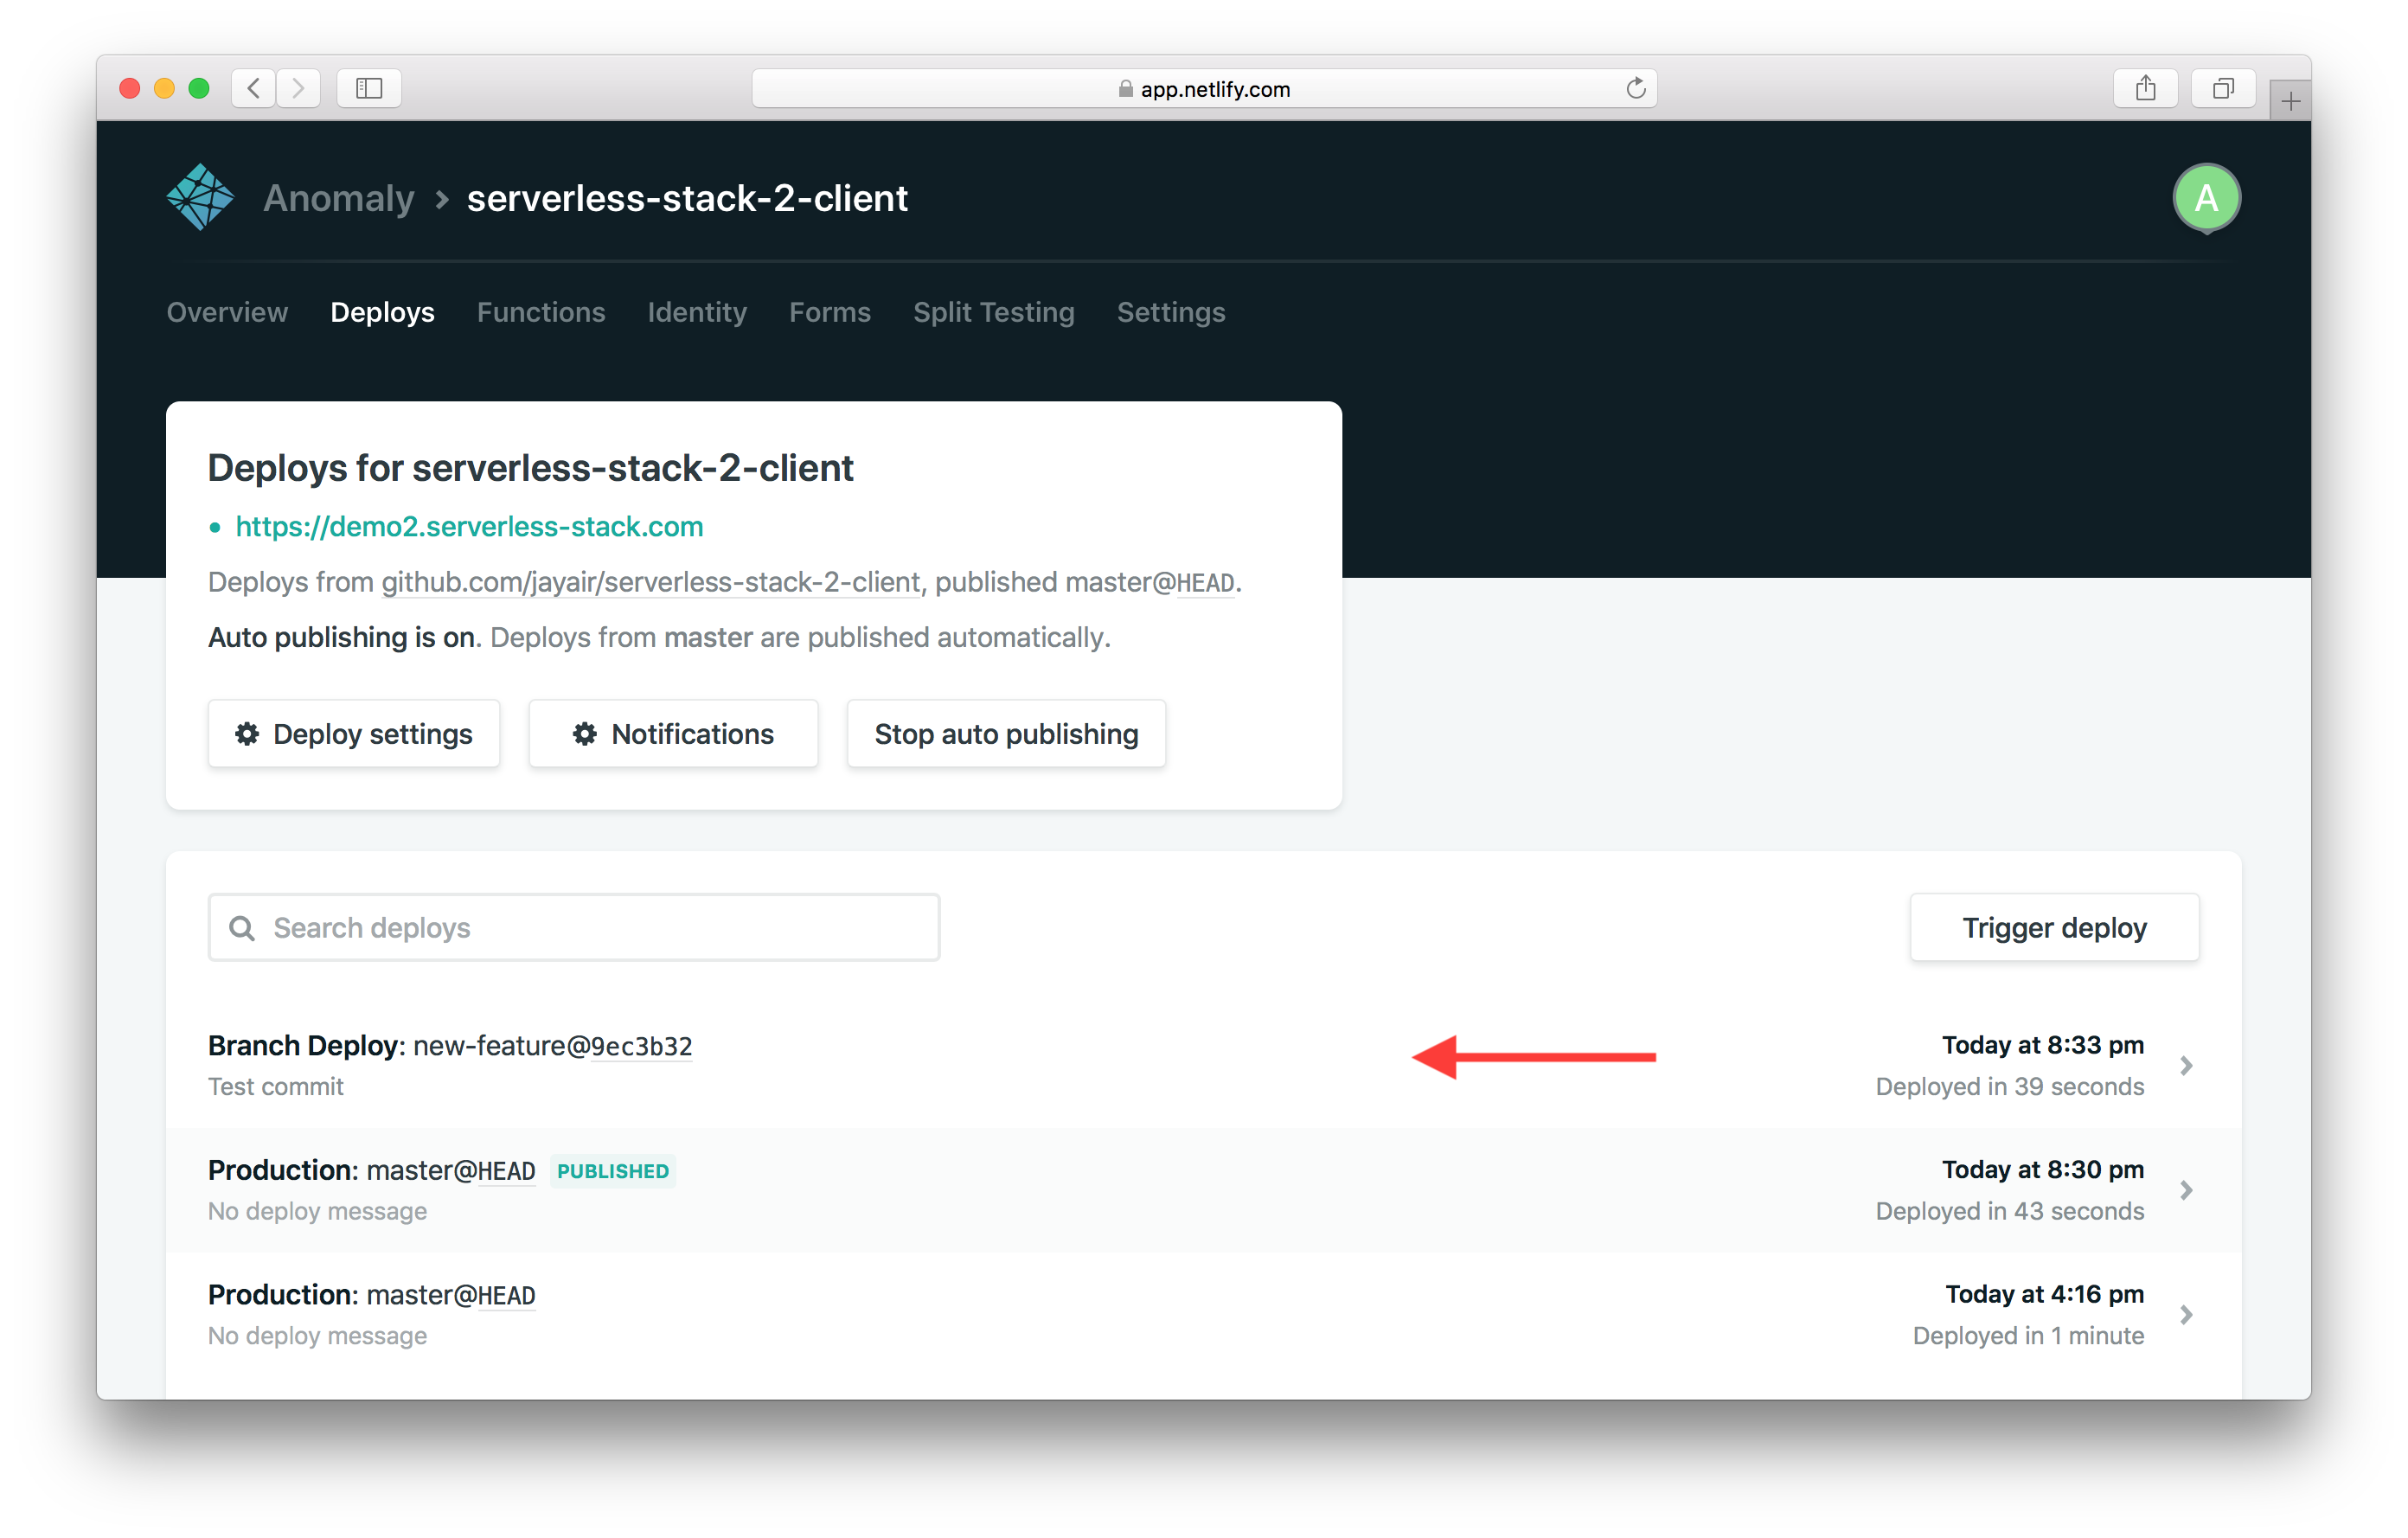 app.netlify.com
Anomaly > serverless-stack-2-client
A
Overview Deploys Functions Identity Forms Split Testing Settings
Deploys for serverless-stack-2-client
• https://demo2.serverless-stack.com
Deploys from github.com/jayair/serverless-stack-2-client, published master@HEAD.
Auto publishing is on. Deploys from master are published automatically.
Deploy settings Notifications Stop auto publishing
Search deploys Trigger deploy
Branch Deploy: new-feature@9ec3b32 Today at 8:33 pm
Test commit Deployed in 39 seconds
Production: master@HEAD PUBLISHED Today at 8:30 pm
No deploy message Deployed in 43 seconds
Production: master@HEAD Today at 4:16 pm
No deploy message Deployed in 1 minute